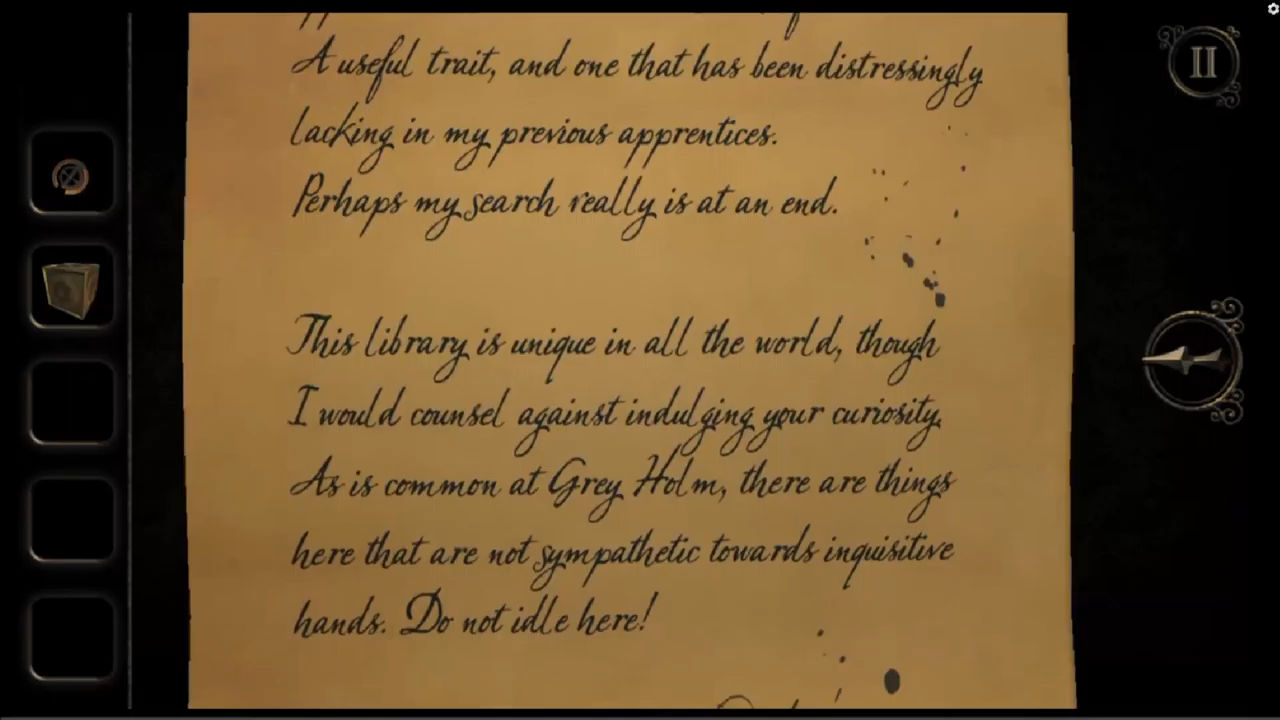 A useful trait, and one that has been distressingly
lacking in my previous apprentices.
Perhaps my search really is at an end.
This library is unique in all the world, though
I would counsel against indulging your curiosity.
As is common at Grey Holm, there are things
here that are not sympathetic towards inquisitive
hands. Do not idle here!